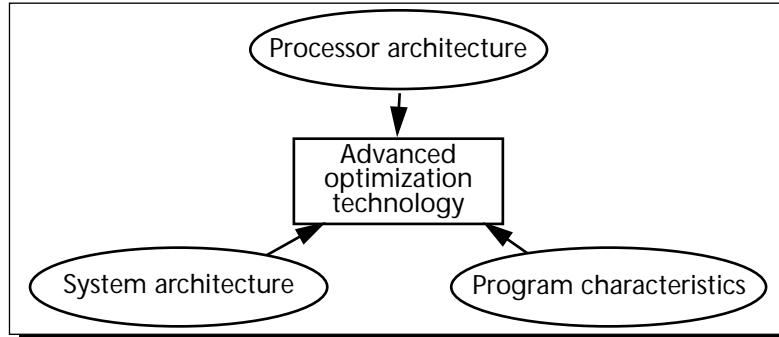 Processor architecture
Advanced
optimization
technology
System architecture
Program characteristics